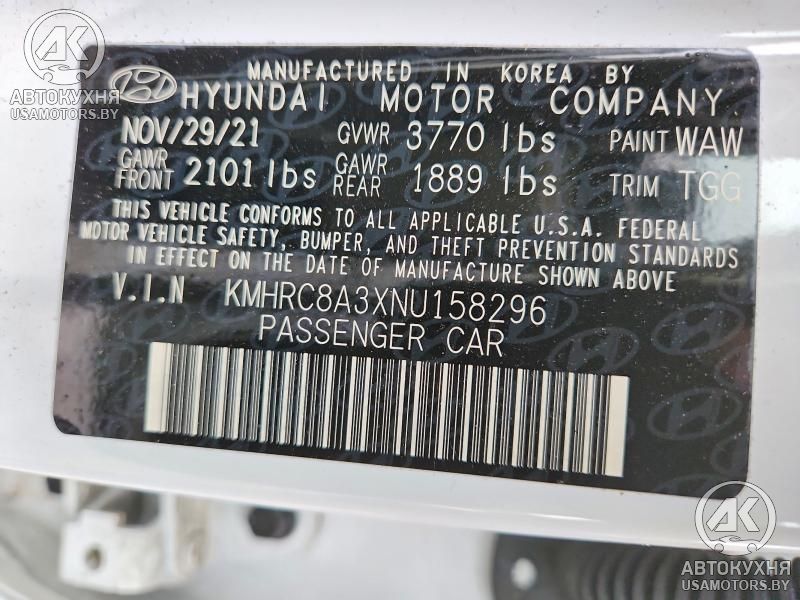 AK
АВТОКУХНЯ
USAMOTORS.BY
MANUFACTURED IN KOREA BY
HYUNDAI MOTOR COMPANY
NOV/29/21 GVWR 3770 lbs PAINT WAW
GAWR FRONT 2101 lbs GAWR REAR 1889 lbs TRIM TGG
THIS VEHICLE CONFORMS TO ALL APPLICABLE U.S.A. FEDERAL
MOTOR VEHICLE SAFETY, BUMPER, AND THEFT PREVENTION STANDARDS
IN EFFECT ON THE DATE OF MANUFACTURE SHOWN ABOVE
V.I.N KMHRC8A3XNU158296
PASSENGER CAR
AK
АВТОКУХНЯ
USAMOTORS.BY